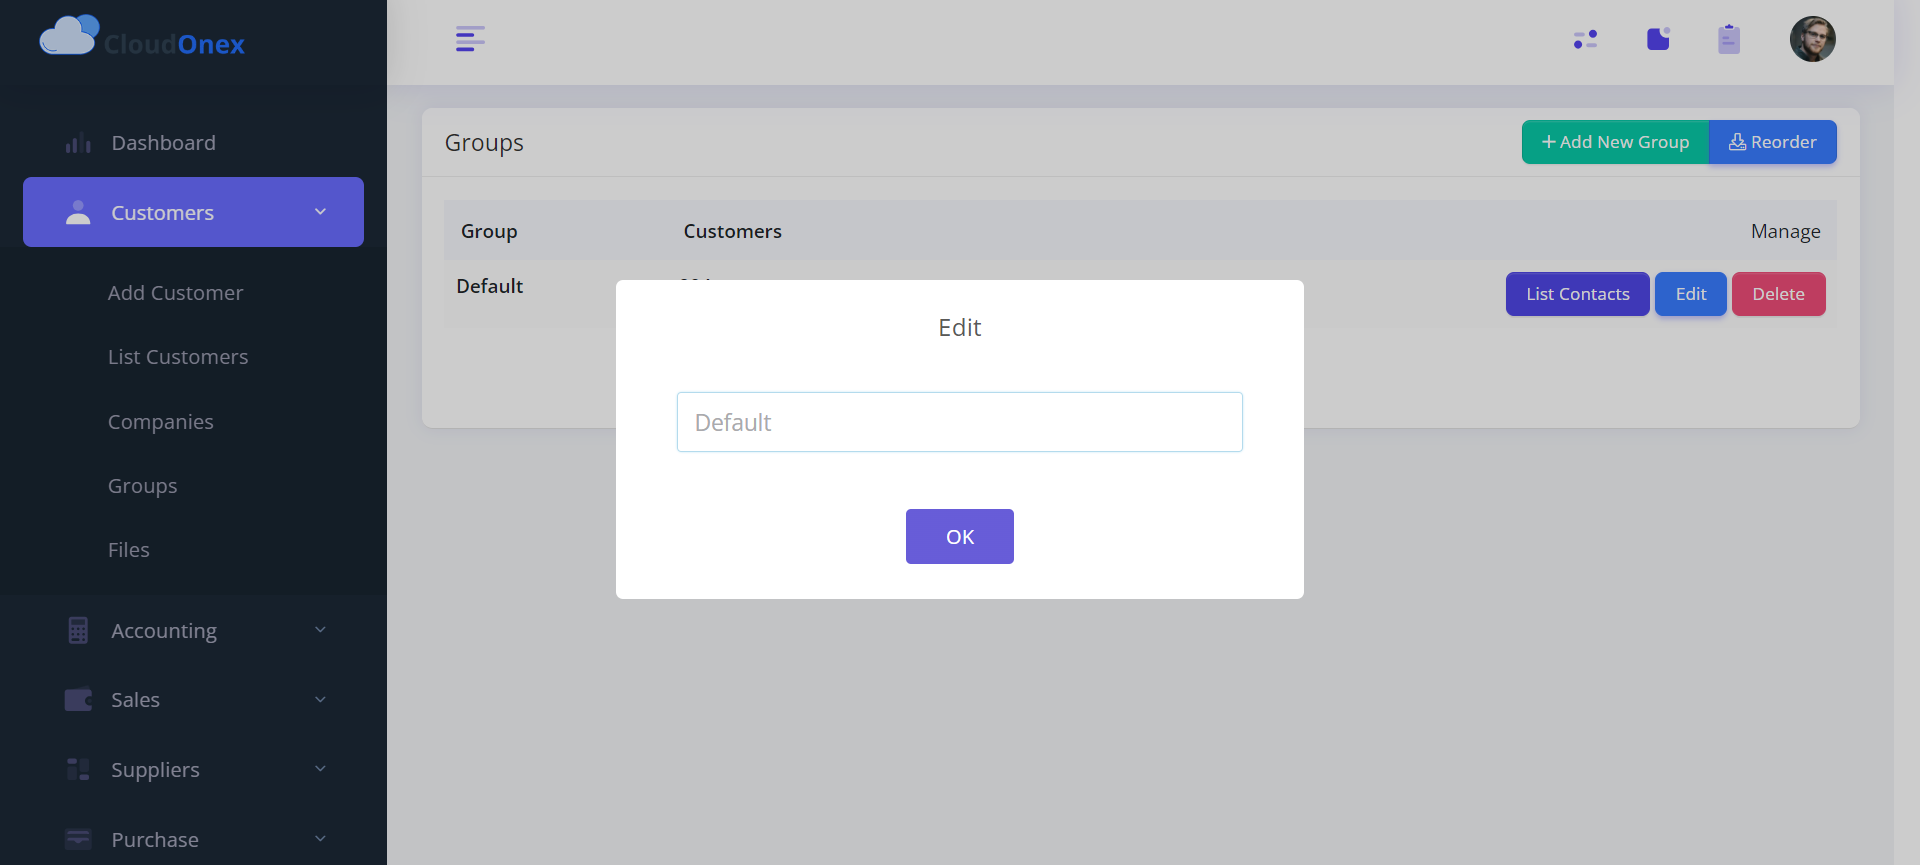 CloudOnex
Dashboard
Customers
Add Customer
List Customers
Companies
Groups
Files
Accounting
Sales
Suppliers
Purchase
Groups
Add New Group
Reorder
Group
Customers
Manage
Default
List Contacts
Edit
Delete
Edit
Default
OK